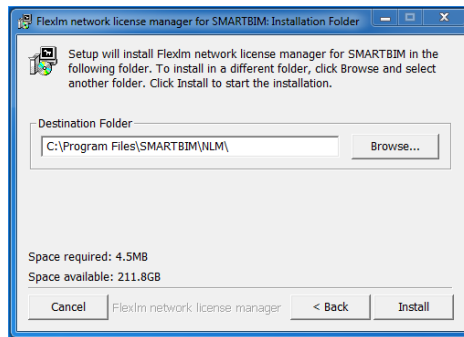 Flexlm network license manager for SMARTBIM: Installation Folder
Setup will install Flexlm network license manager for SMARTBIM in the
following folder. To install in a different folder, click Browse and select
another folder. Click Install to start the installation.
Destination Folder
C:\Program Files\SMARTBIM\NLM\ Browse...
Space required: 4.5MB
Space available: 211.8GB
Cancel Flexlm network license manager < Back Install